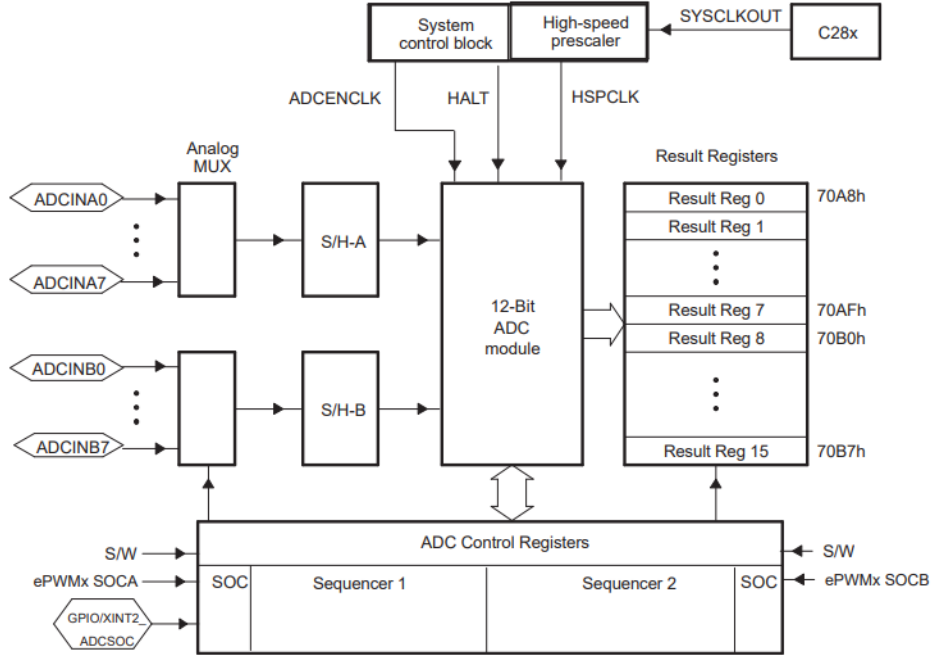 System
control block
High-speed
prescaler
SYSCLKOUT
C28x
ADCENCLK
HALT
HSPCLK
Analog
MUX
Result Registers
ADCINA0
ADCINA7
S/H-A
12-Bit
ADC
module
Result Reg 0
70A8h
Result Reg 1
Result Reg 7
70AFh
Result Reg 8
70B0h
Result Reg 15
70B7h
ADCINB0
ADCINB7
S/H-B
ADC Control Registers
S/W
S/W
ePWMx SOCA
SOC
Sequencer 1
Sequencer 2
SOC
ePWMx SOCB
GPIO/XINT2_
ADCSOC